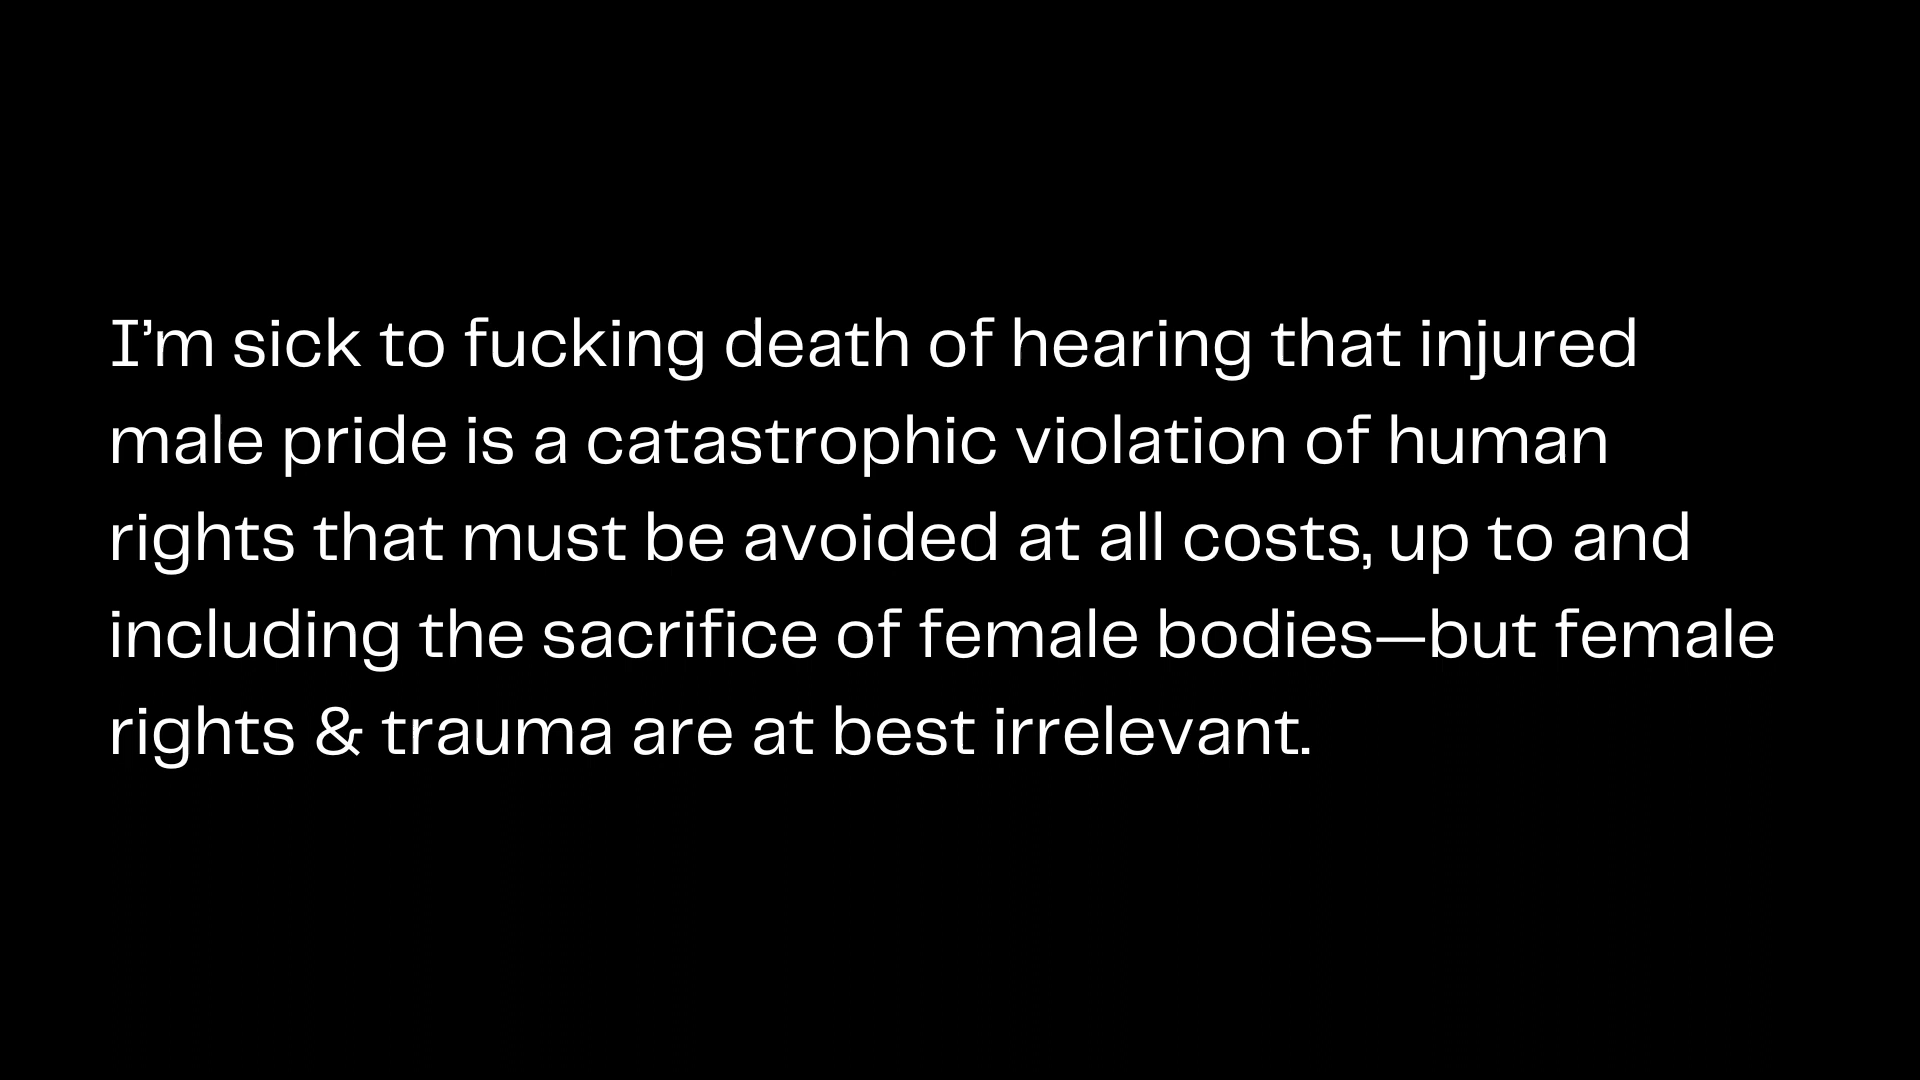 I’m sick to fucking death of hearing that injured
male pride is a catastrophic violation of human
rights that must be avoided at all costs, up to and
including the sacrifice of female bodies—but female
rights & trauma are at best irrelevant.